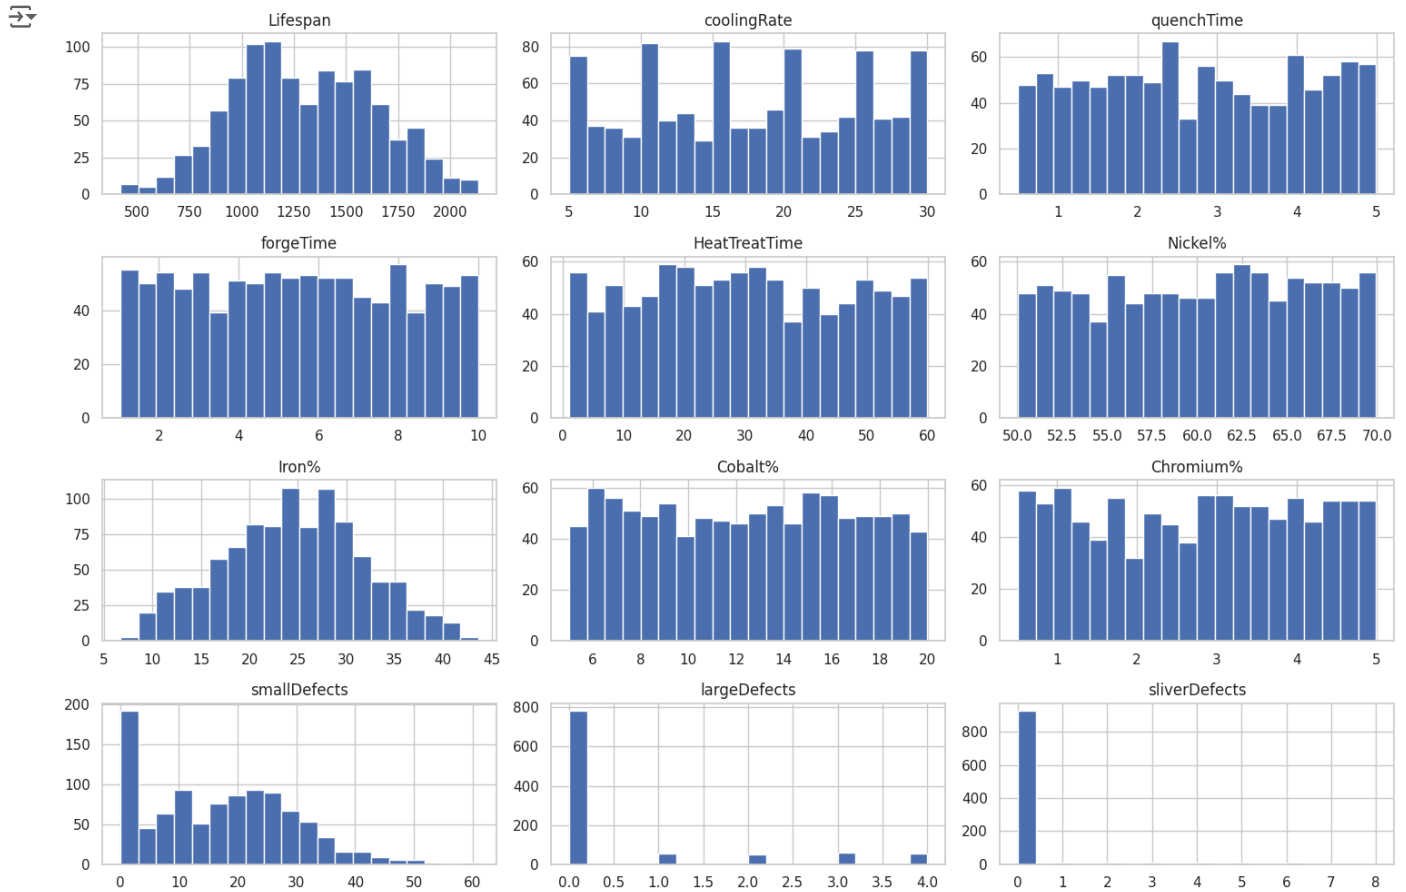 Lifespan coolingRate quenchTime
100 80 60
75 60 40
50 40 20
25 20
0 0 0
500 750 1000 1250 1500 1750 2000 5 10 15 20 25 30 1 2 3 4 5
forgeTime HeatTreatTime Nickel%
60 60
40 40 40
20 20 20
0 0 0
2 4 6 8 10 0 10 20 30 40 50 60 50.0 52.5 55.0 57.5 60.0 62.5 65.0 67.5 70.0
Iron% Cobalt% Chromium%
100 60 60
75 40 40
50 20 20
25
0 0 0
5 10 15 20 25 30 35 40 45 6 8 10 12 14 16 18 20 1 2 3 4 5
smallDefects largeDefects sliverDefects
200 800 800
150 600 600
100 400 400
50 200 200
0 0 0
0 10 20 30 40 50 60 0.0 0.5 1.0 1.5 2.0 2.5 3.0 3.5 4.0 0 1 2 3 4 5 6 7 8